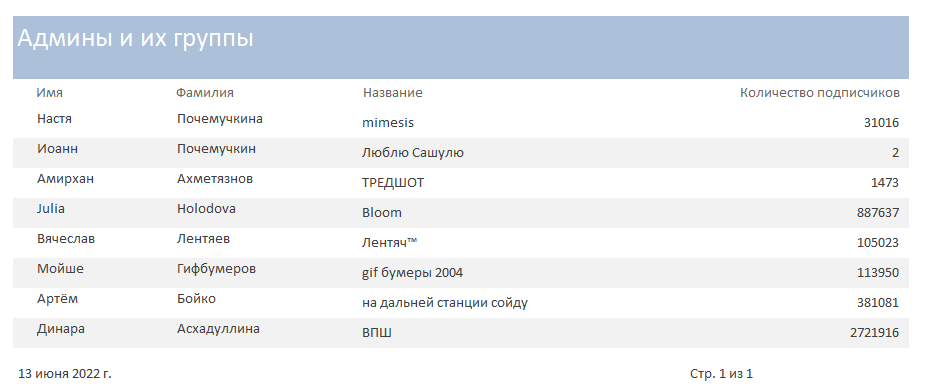 Админы и их группы
Имя Фамилия Название Количество подписчиков
Настя Почемучкина mimesis 31016
Иоанн Почемучкин Люблю Сашулю 2
Амирхан Ахметязнов ТРЕДШОТ 1473
Julia Holodova Bloom 887637
Вячеслав Лентяев Лентяч™ 105023
Мойше Гифбумеров gif бумеры 2004 113950
Артём Бойко на дальней станции сойду 381081
Динара Асхадуллина ВПШ 2721916
13 июня 2022 г. Стр. 1 из 1